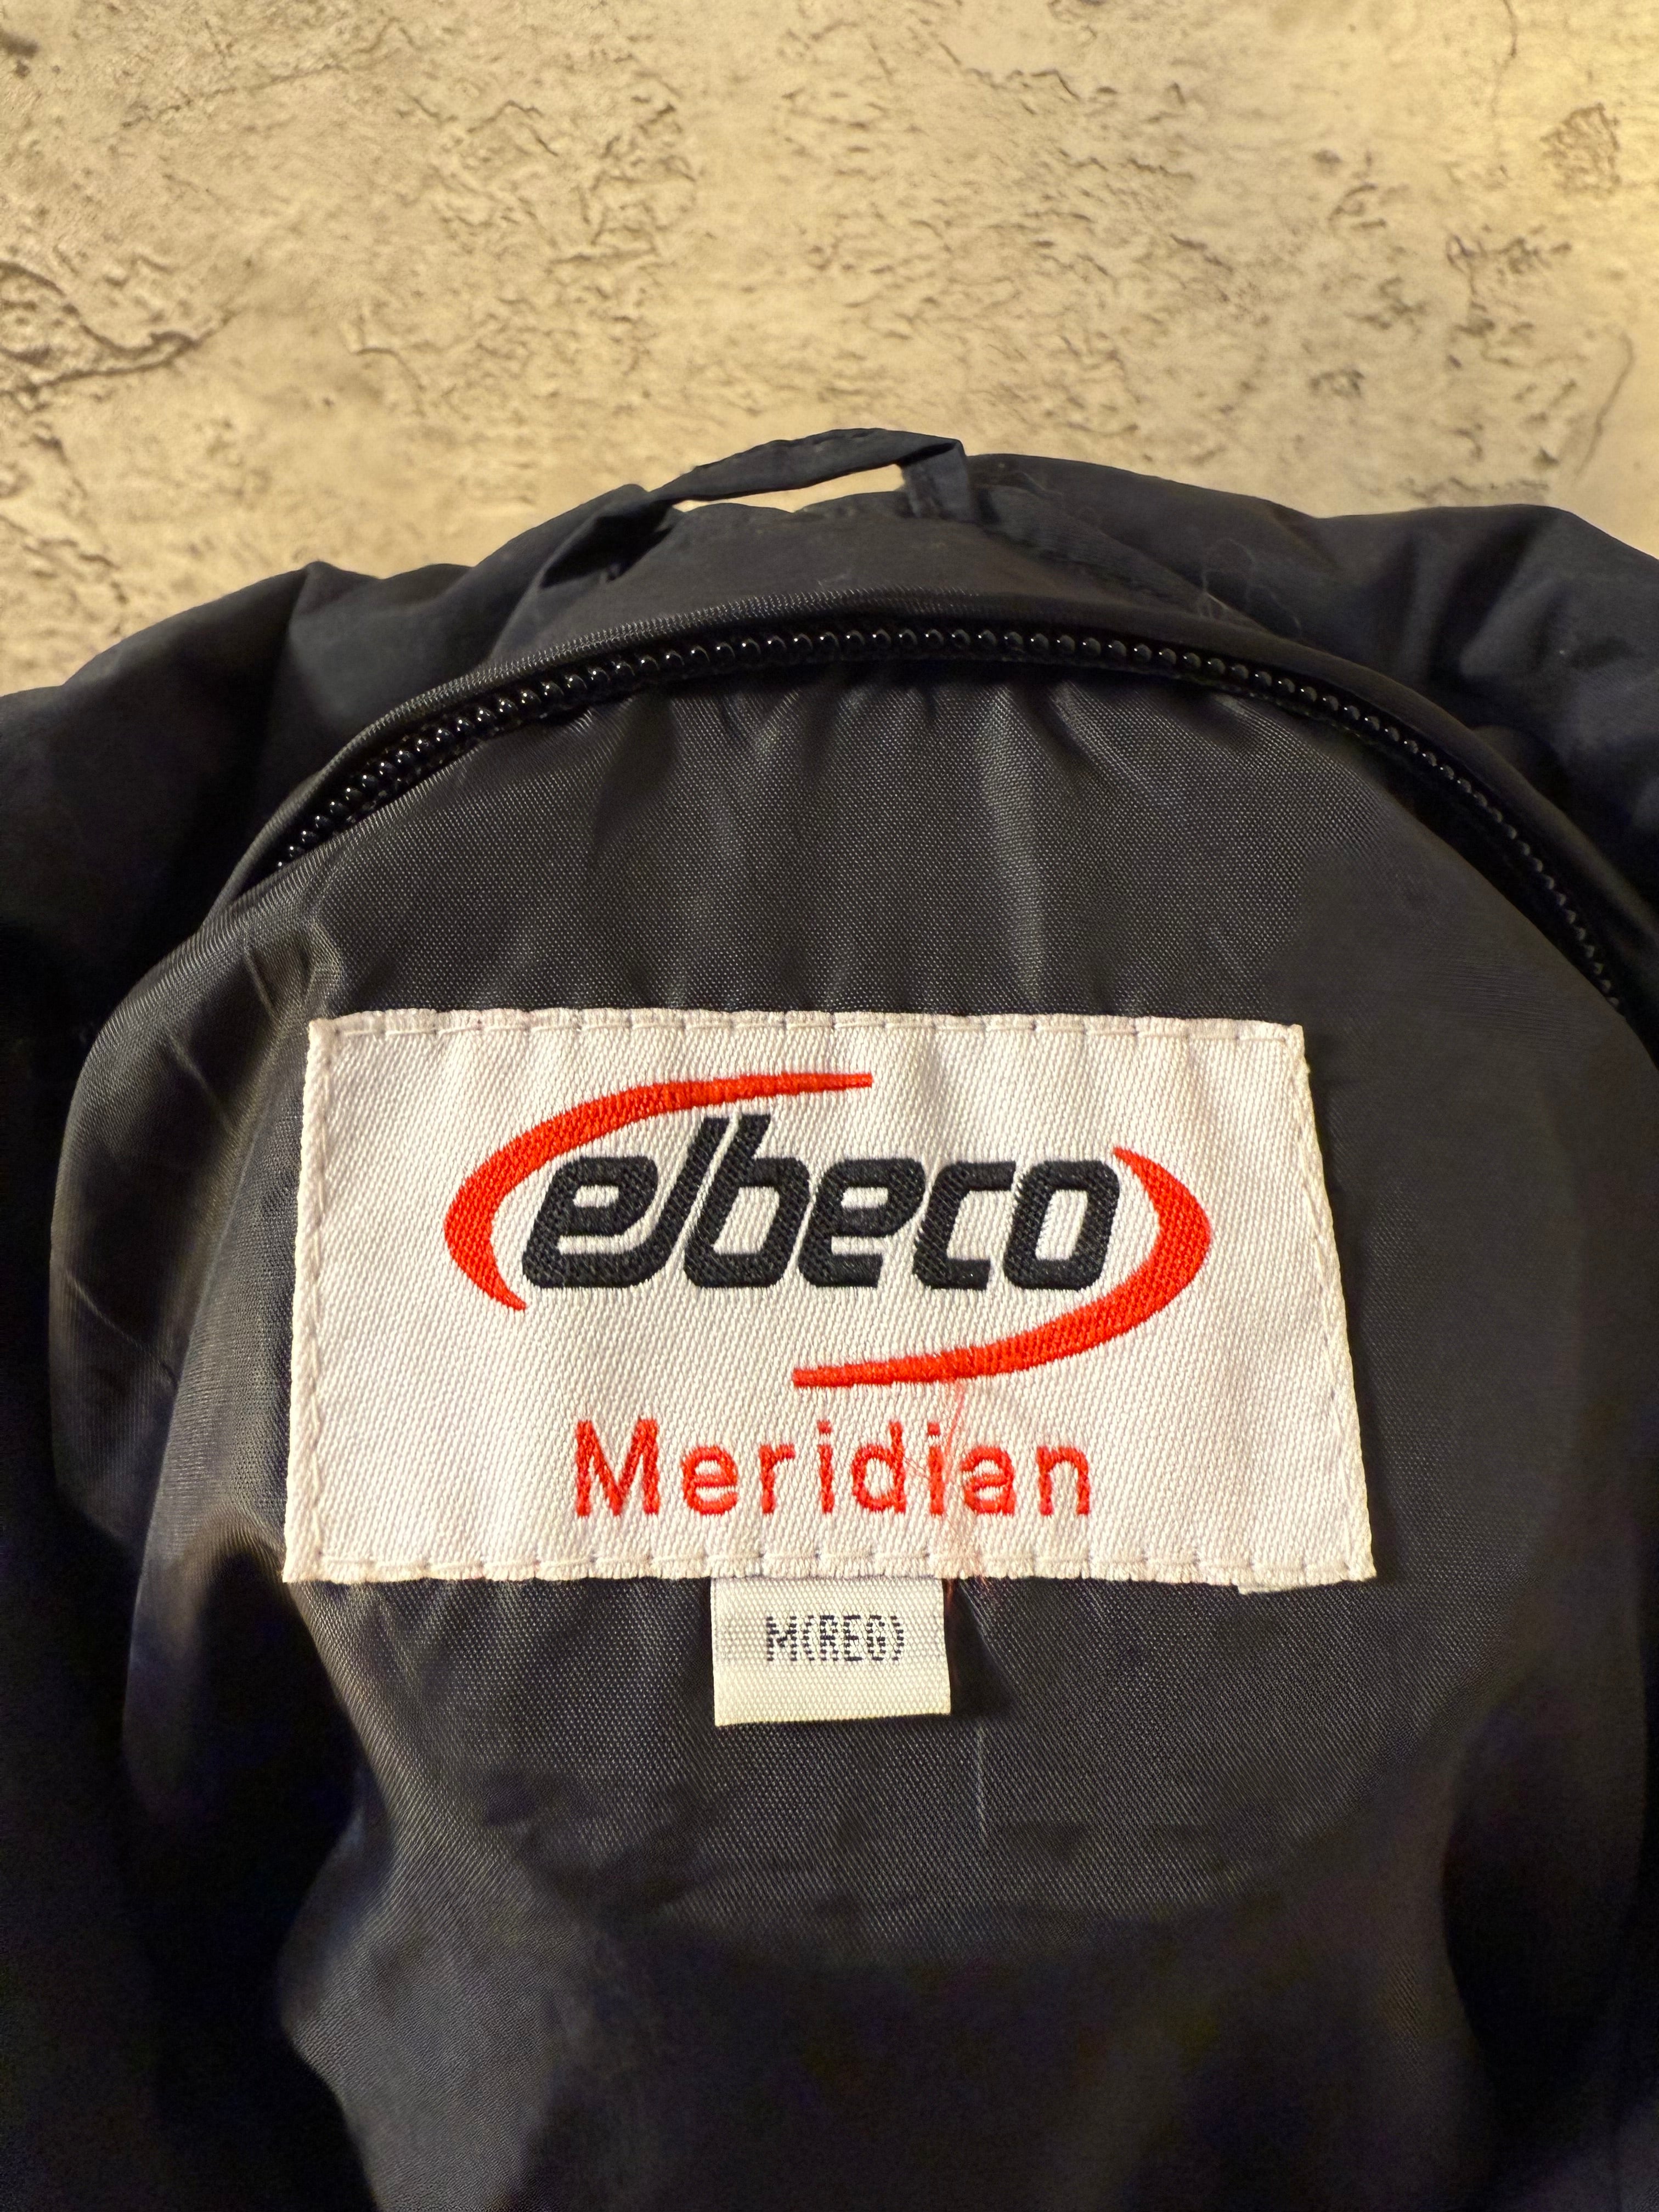 elbeco
Meridian
M(REG)